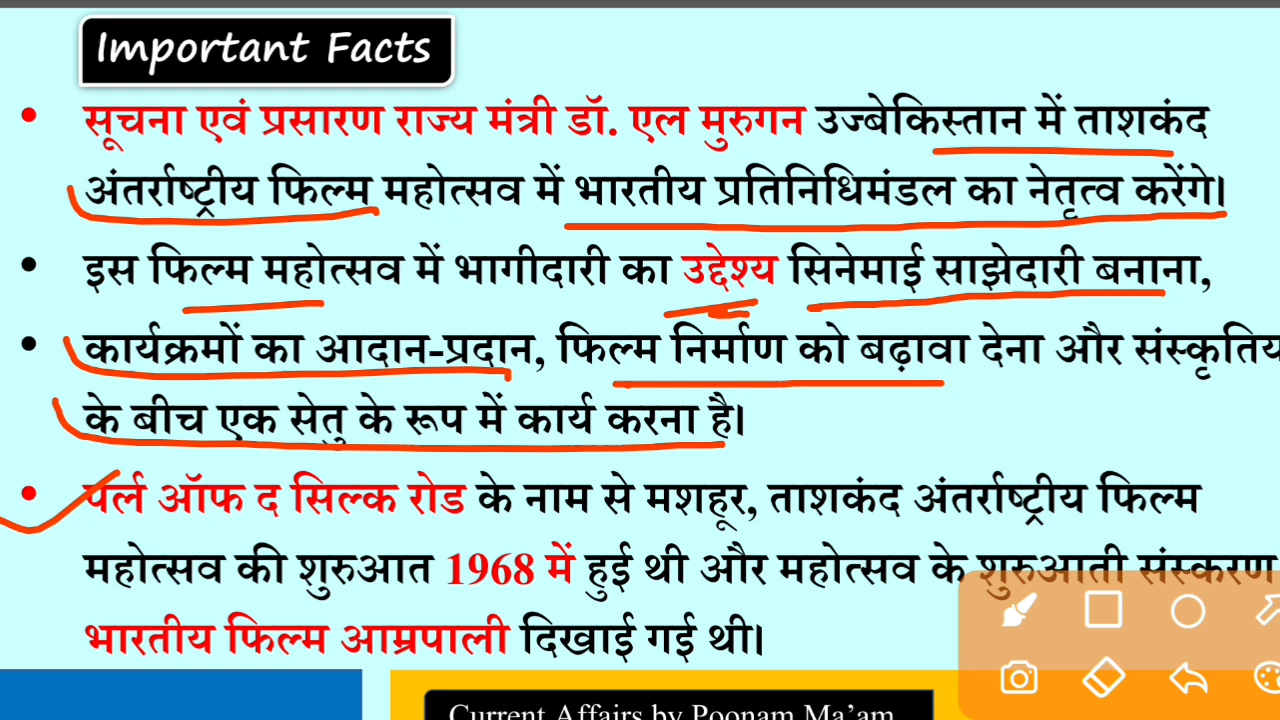 Important Facts
• सूचना एवं प्रसारण राज्य मंत्री डॉ. एल मुरुगन उज्बेकिस्तान में ताशकंद
अंतर्राष्ट्रीय फिल्म महोत्सव में भारतीय प्रतिनिधिमंडल का नेतृत्व करेंगे।
• इस फिल्म महोत्सव में भागीदारी का उद्देश्य सिनेमाई साझेदारी बनाना,
• कार्यक्रमों का आदान-प्रदान, फिल्म निर्माण को बढ़ावा देना और
के बीच एक सेतु के रूप में कार्य करना है।
• पर्ल ऑफ द सिल्क रोड के नाम से मशहूर, ताशकंद अंतर्राष्ट्रीय फिल्म
महोत्सव की शुरुआत 1968 में हुई थी और महोत्सव के शुरुआती संस्करण
भारतीय फिल्म आम्रपाली दिखाई गई थी।
Current Affairs by Poonam Ma'am